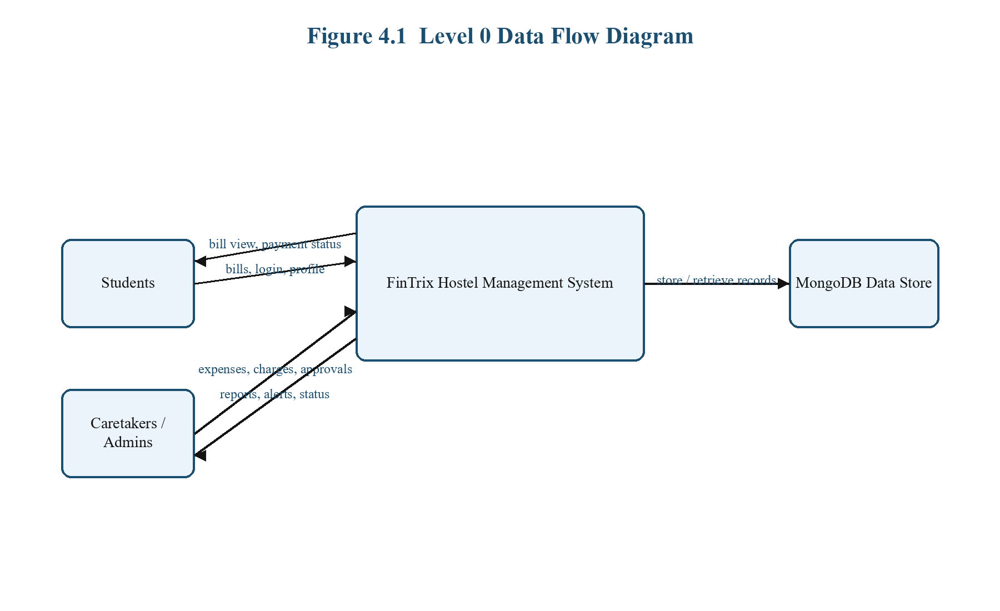 Figure 4.1  Level 0 Data Flow Diagram
bill view, payment status
bills, login, profile
Students
FinTrix Hostel Management System
store / retrieve records
MongoDB Data Store
expenses, charges, approvals
reports, alerts, status
Caretakers /
Admins